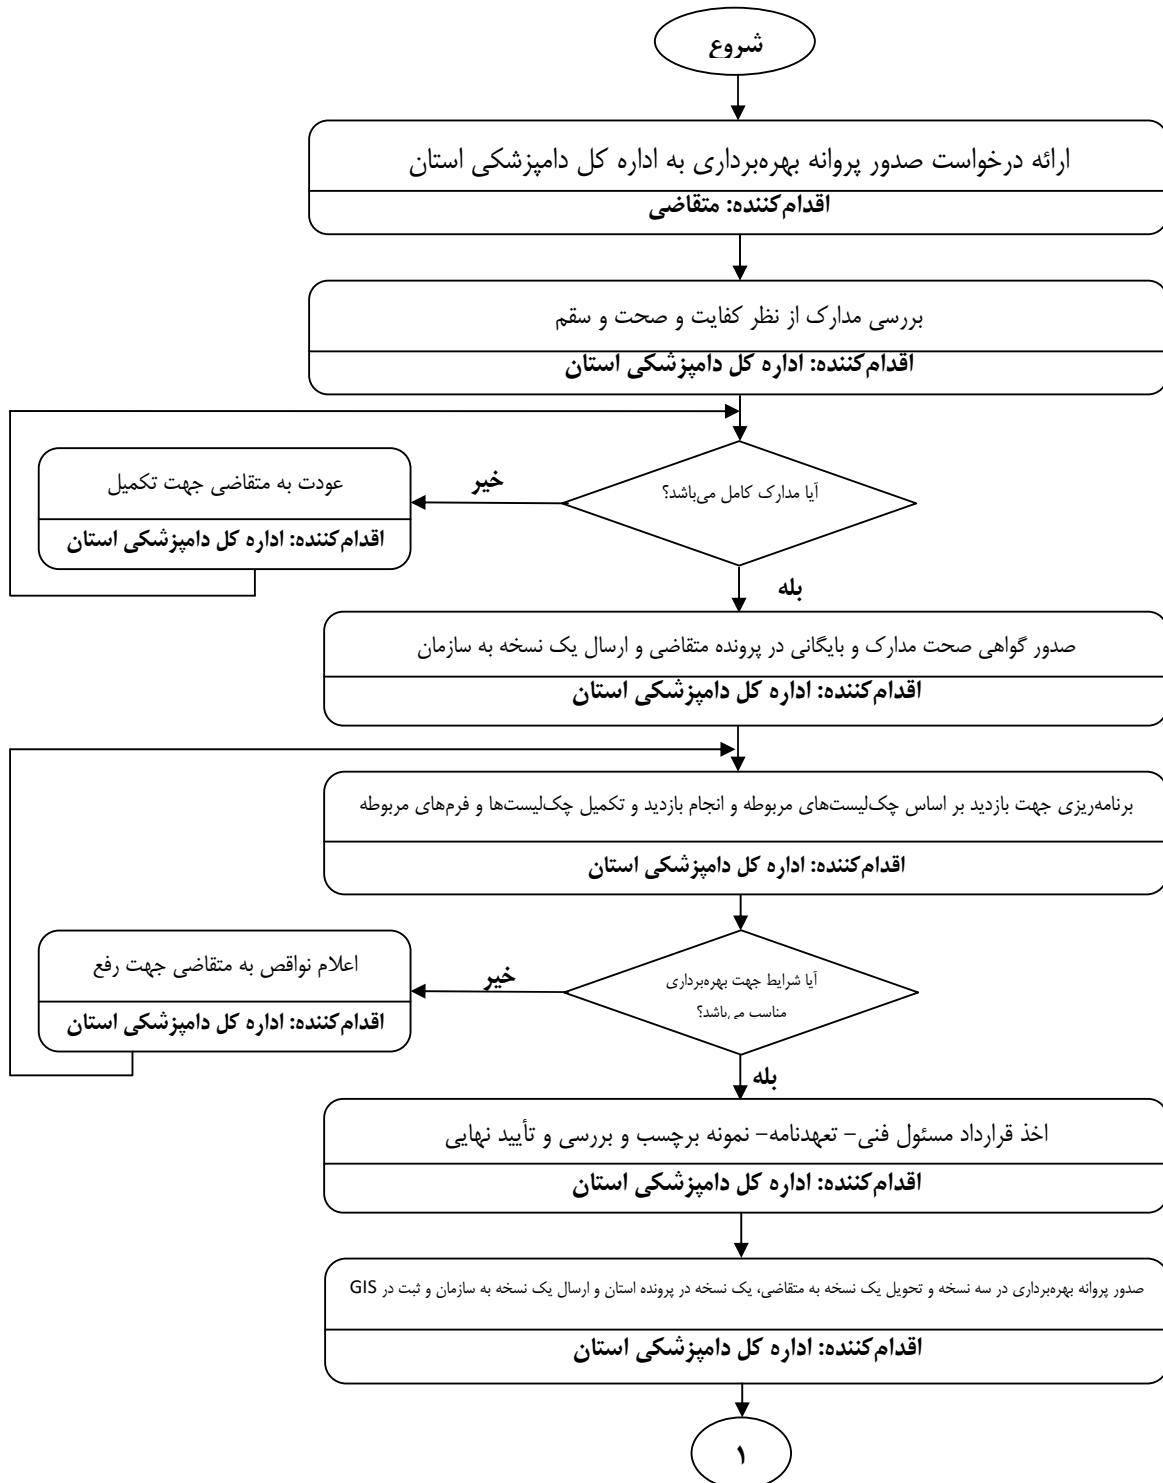 شروع
ارائه درخواست صدور پروانه بهره‌برداری به اداره کل دامپزشکی استان
اقدام‌کننده: متقاضی
بررسی مدارک از نظر کفایت و صحت و سقم
اقدام‌کننده: اداره کل دامپزشکی استان
آیا مدارک کامل می‌باشد؟
خیر
عودت به متقاضی جهت تکمیل
اقدام‌کننده: اداره کل دامپزشکی استان
بله
صدور گواهی صحت مدارک و بایگانی در پرونده متقاضی و ارسال یک نسخه به سازمان
اقدام‌کننده: اداره کل دامپزشکی استان
برنامه‌ریزی جهت بازدید بر اساس چک‌لیست‌های مربوطه و انجام بازدید و تکمیل چک‌لیست‌ها و فرم‌های مربوطه
اقدام‌کننده: اداره کل دامپزشکی استان
آیا شرایط جهت بهره‌برداری
مناسب می‌باشد؟
خیر
اعلام نواقص به متقاضی جهت رفع
اقدام‌کننده: اداره کل دامپزشکی استان
بله
اخذ قرارداد مسئول فنی– تعهدنامه– نمونه برچسب و بررسی و تأیید نهایی
اقدام‌کننده: اداره کل دامپزشکی استان
صدور پروانه بهره‌برداری در سه نسخه و تحویل یک نسخه به متقاضی، یک نسخه در پرونده استان و ارسال یک نسخه به سازمان و ثبت در GIS
اقدام‌کننده: اداره کل دامپزشکی استان
۱